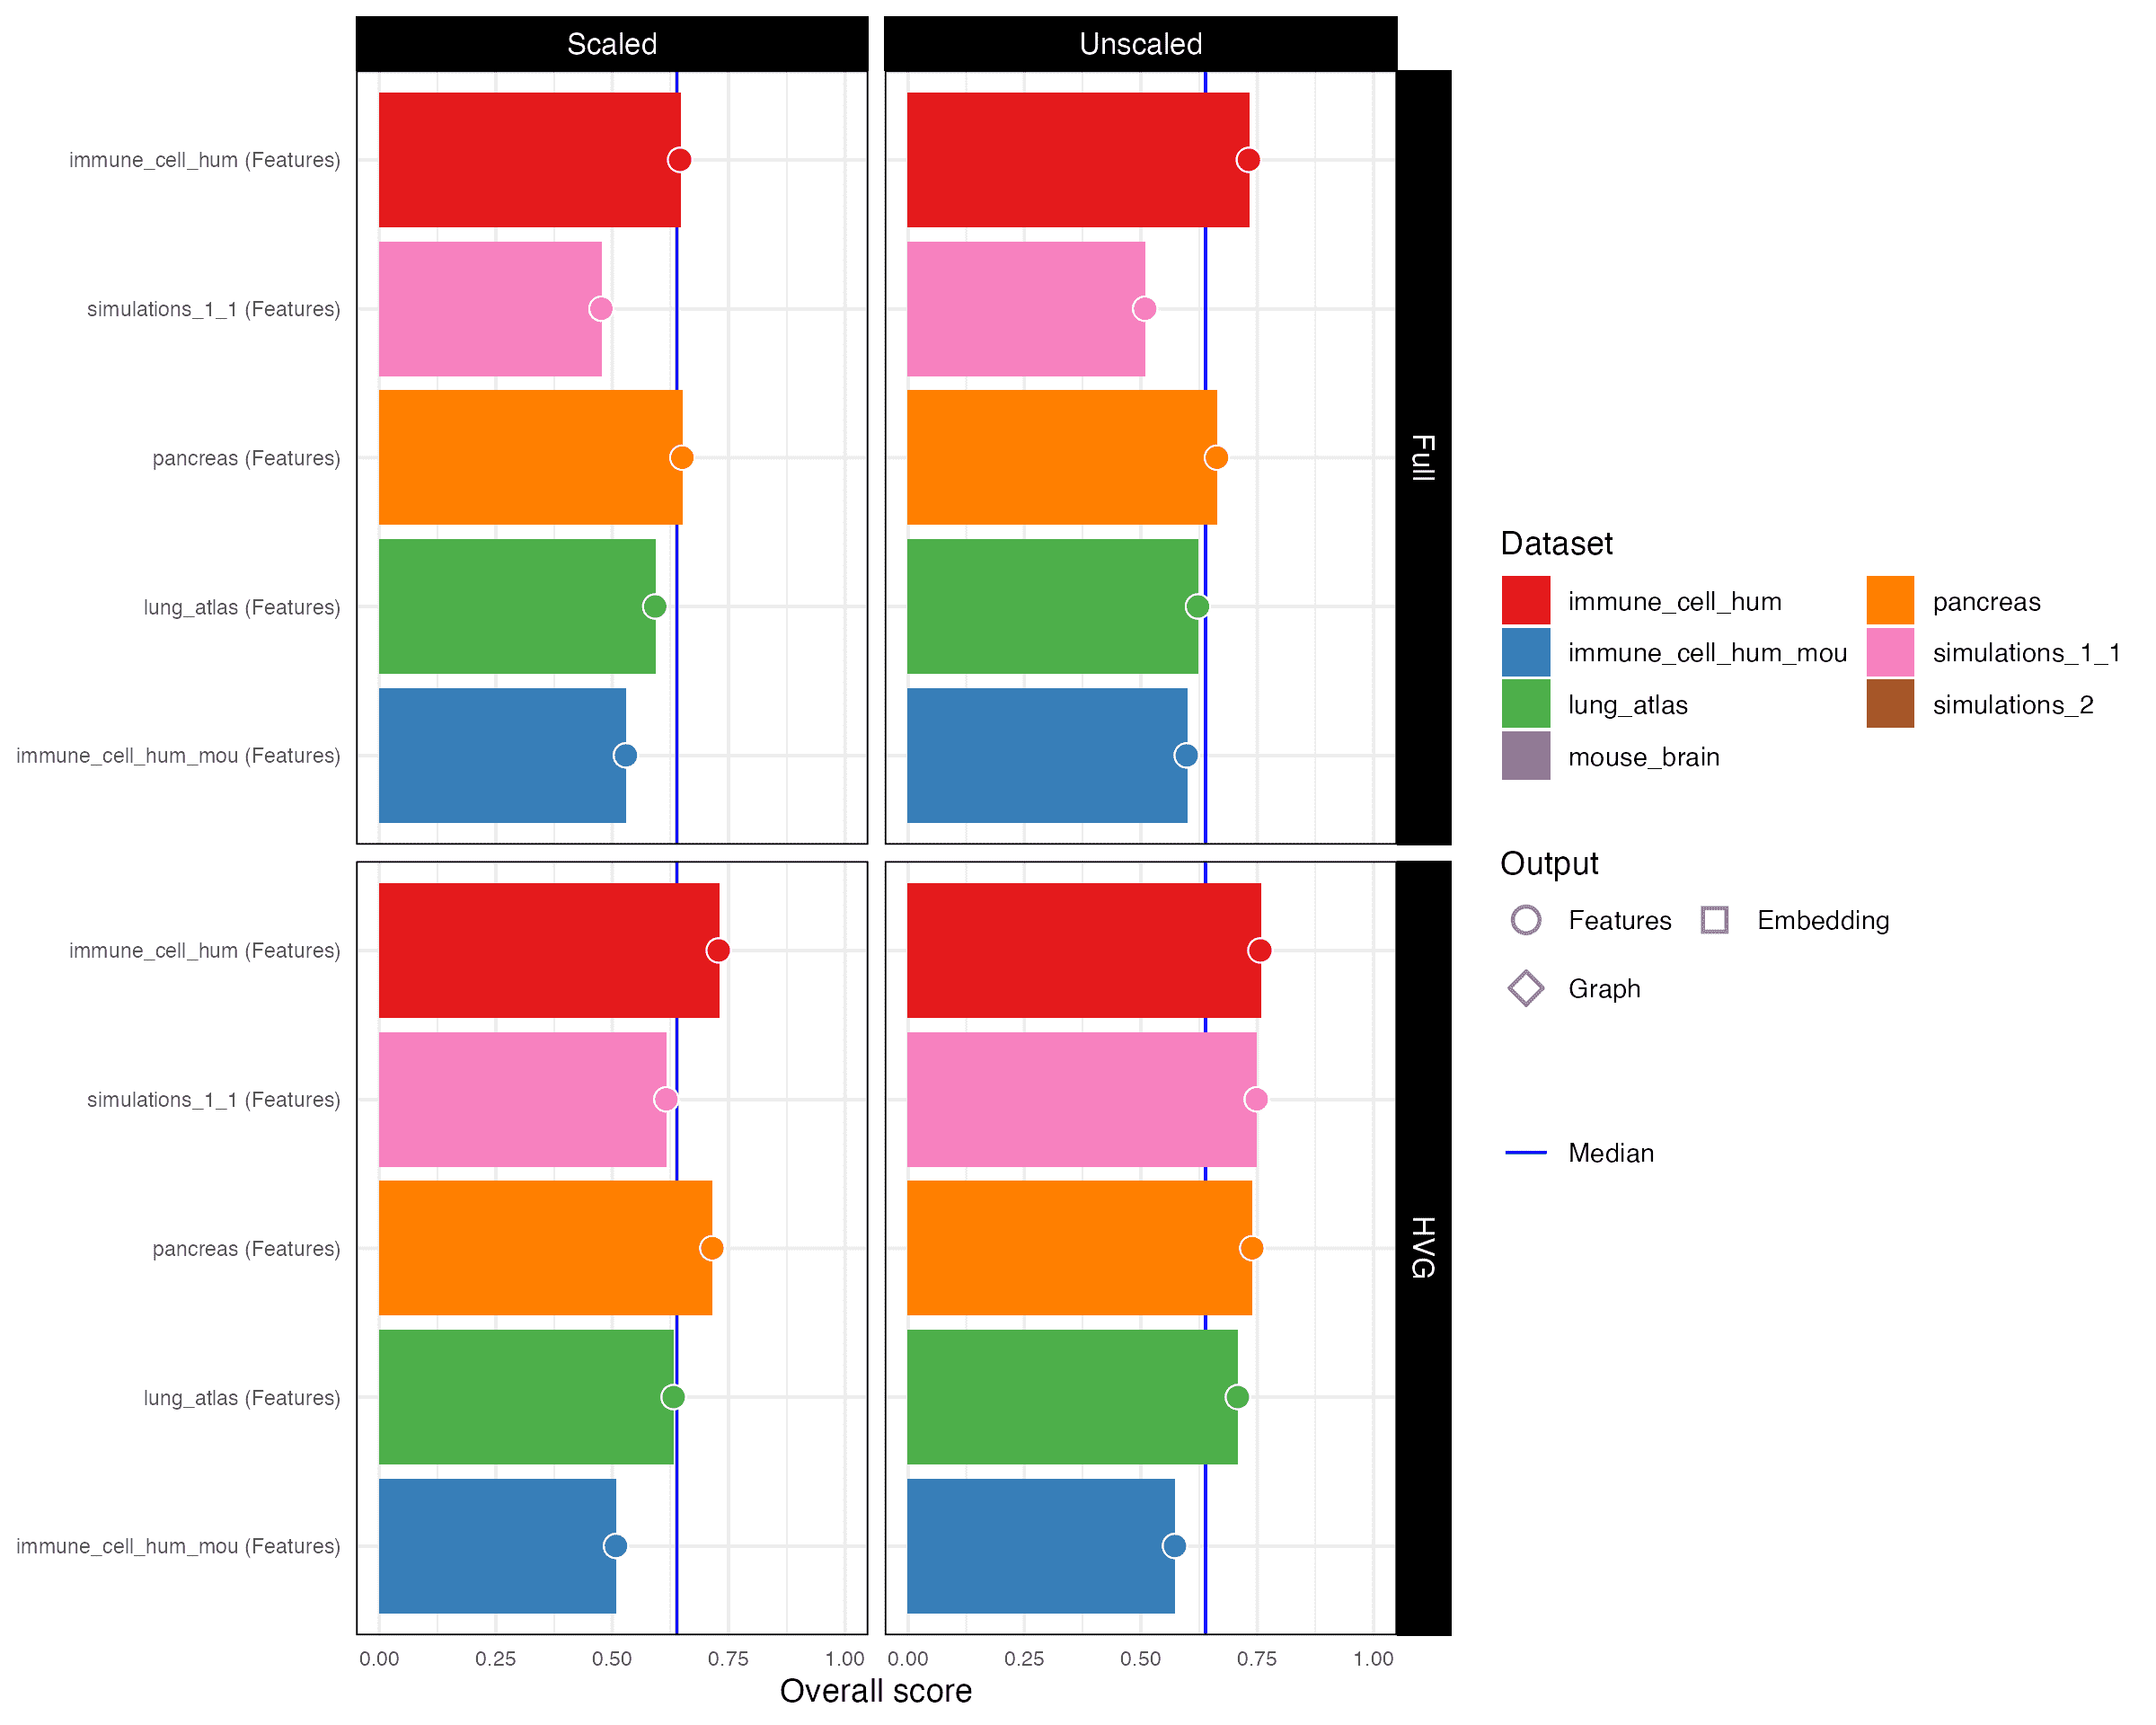 Scaled
Unscaled
Full
immune_cell_hum (Features)
simulations_1_1 (Features)
pancreas (Features)
lung_atlas (Features)
immune_cell_hum_mou (Features)
HVG
immune_cell_hum (Features)
simulations_1_1 (Features)
pancreas (Features)
lung_atlas (Features)
immune_cell_hum_mou (Features)
0.00 0.25 0.50 0.75 1.00
0.00 0.25 0.50 0.75 1.00
Overall score
Dataset
immune_cell_hum
immune_cell_hum_mou
lung_atlas
mouse_brain
pancreas
simulations_1_1
simulations_2
Output
Features
Embedding
Graph
Median